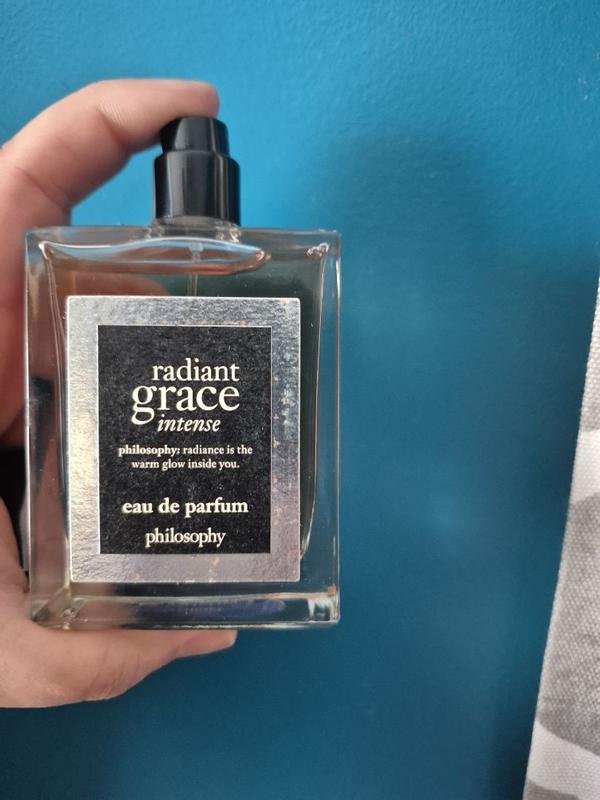 radiant
grace
intense
philosophy: radiance is the
warm glow inside you.
eau de parfum
philosophy